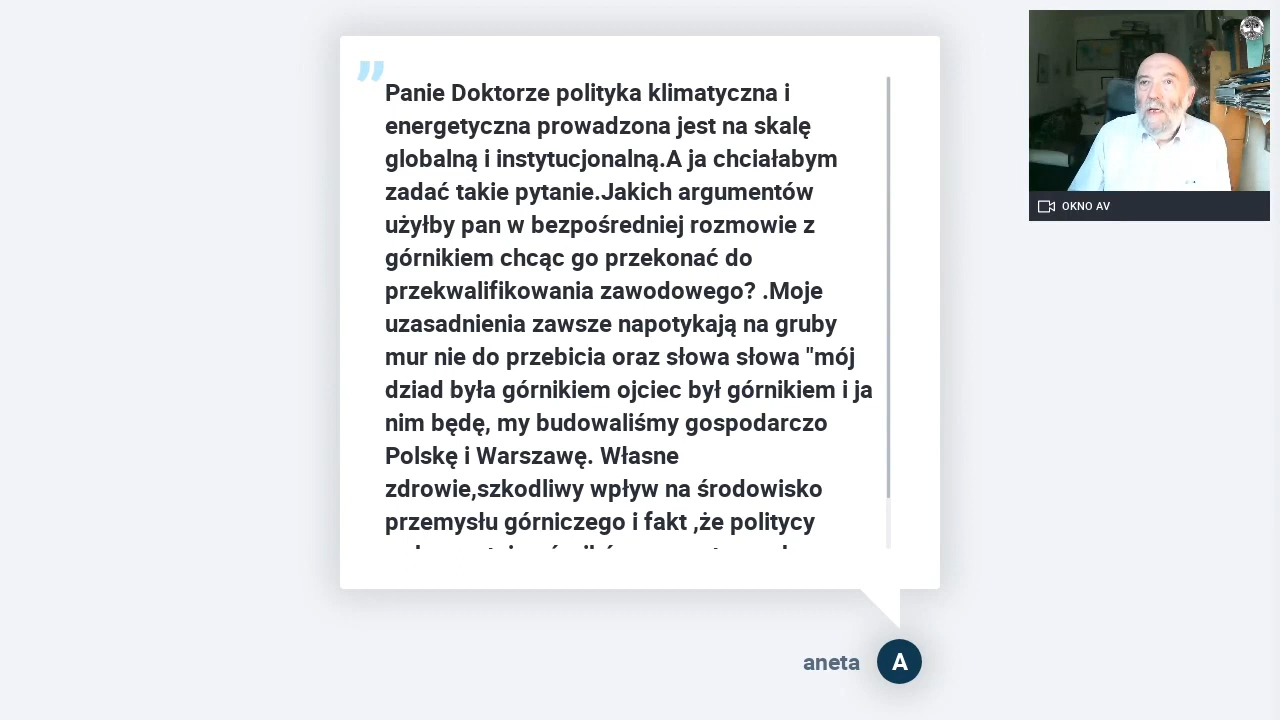 Panie Doktorze polityka klimatyczna i
energetyczna prowadzona jest na skalę
globalną i instytucjonalną.A ja chciałabym
zadać takie pytanie.Jakich argumentów
użyłby pan w bezpośredniej rozmowie z
górnikiem chcąc go przekonać do
przekwalifikowania zawodowego? .Moje
uzasadnienia zawsze napotykają na gruby
mur nie do przebicia oraz słowa słowa "mój
dziad była górnikiem ojciec był górnikiem i ja
nim będę, my budowaliśmy gospodarczo
Polskę i Warszawę. Własne
zdrowie,szkodliwy wpływ na środowisko
przemysłu górniczego i fakt ,że politycy
aneta
A
OKNO AV